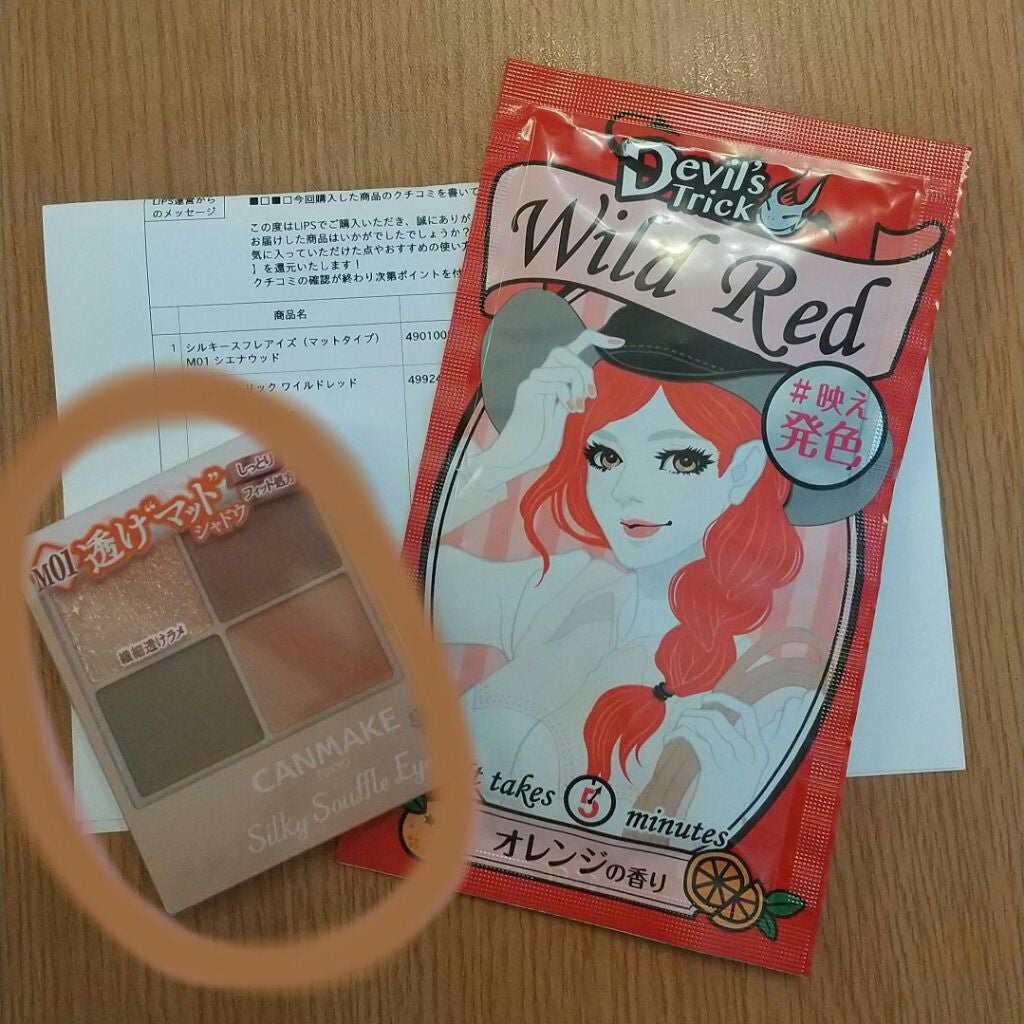 LIPS運営から
のメッセージ
■□■□今回購入した商品のクチコミを書いて
この度はLIPSでご購入いただき、誠にありが
お届けした商品はいかがでしたでしょうか?
気に入っていただけた点やおすすめの使い方
】を還元いたします!
クチコミの確認が終わり次第ポイントを付
商品名
1 シルキースフレアイズ(マットタイプ) 490100
M01 シエナウッド
リック ワイルドレッド 4992
Devil's
Trick
Wild Red
#映え
発色
It takes 5 minutes
オレンジの香り
しっとり
フィット処方
M01 透け"マット"
シャドウ
繊細透けラメ
CANMAKE
TOKYO
Silky Souffle Eye